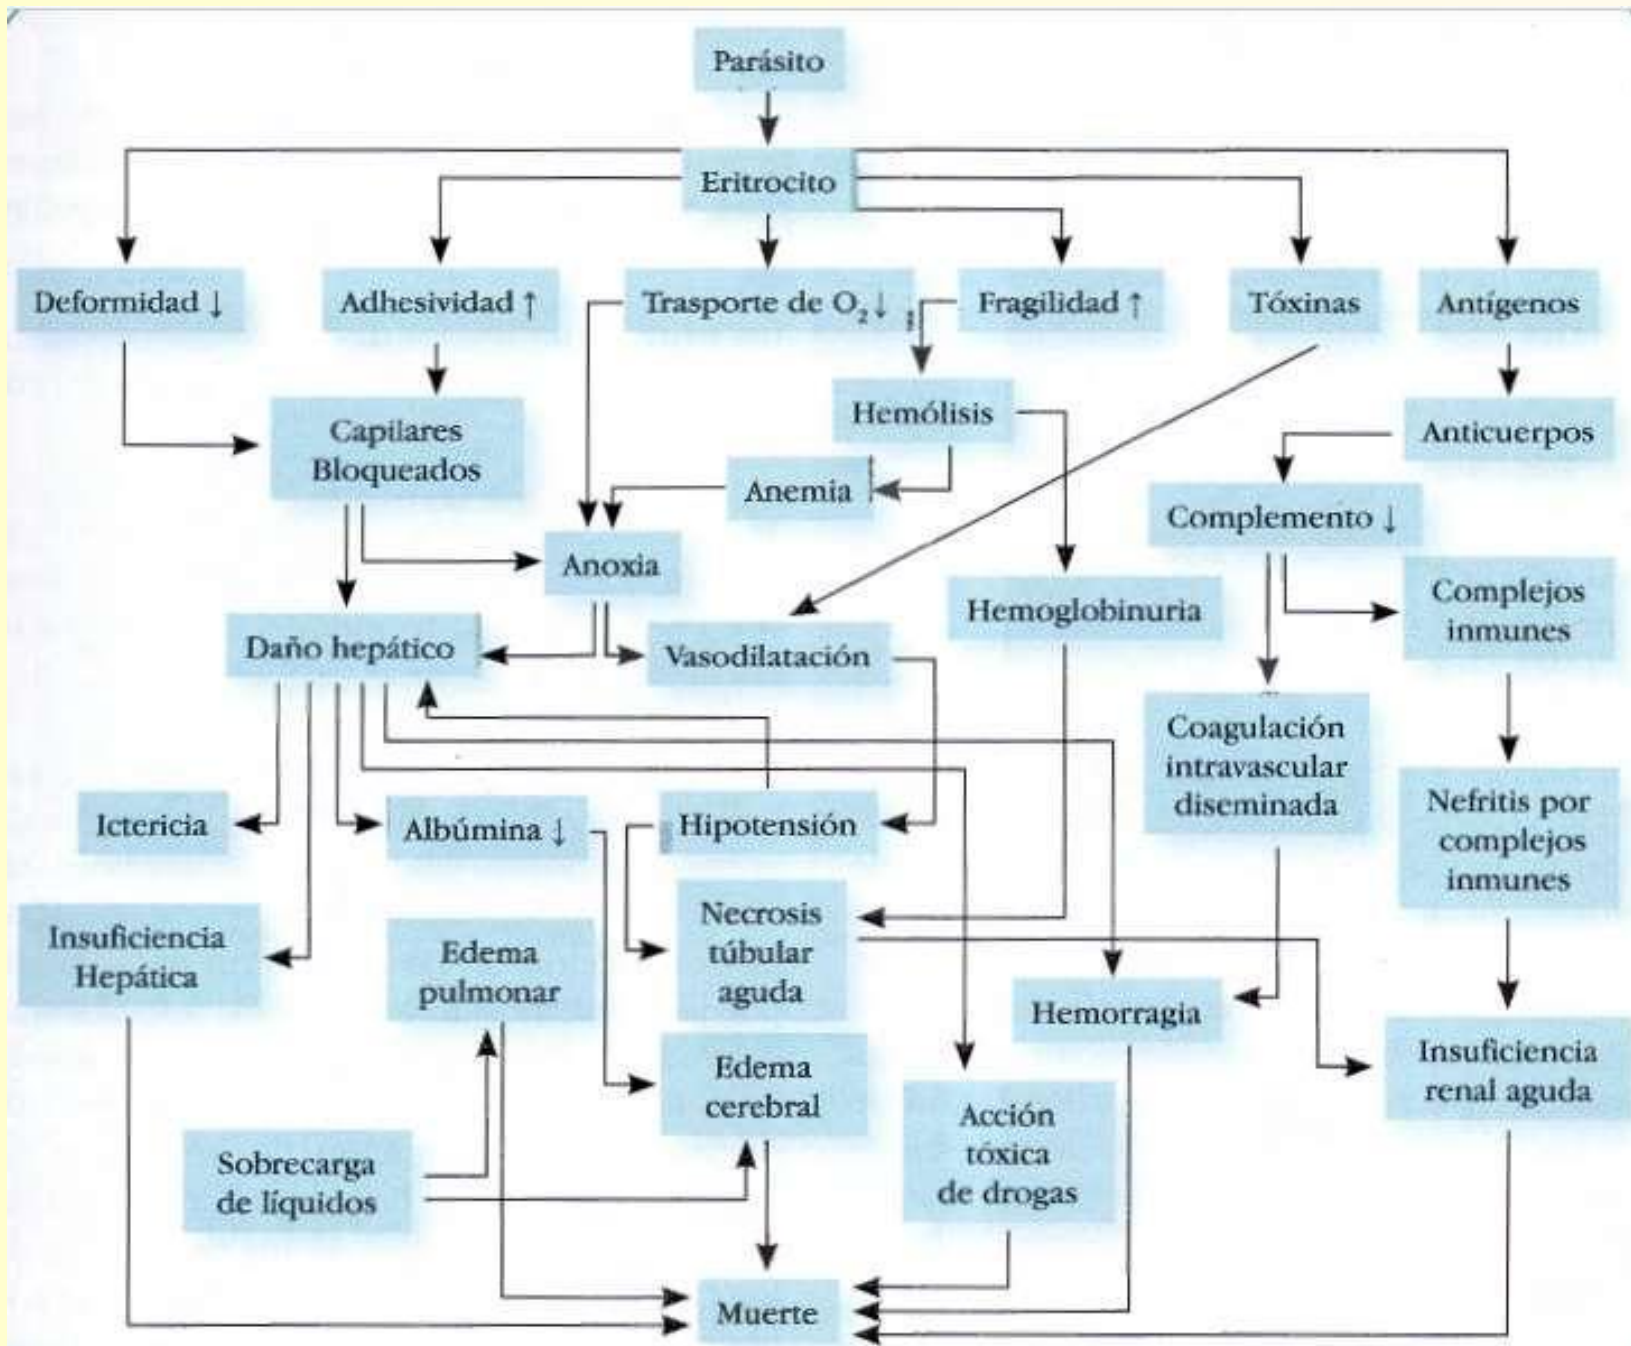 Parásito
Eritrocito
Deformidad ↓
Adhesividad ↑
Trasporte de O₂ ↓
Fragilidad ↑
Tóxinas
Antígenos
Hemólisis
Capilares
Bloqueados
Anticuerpos
Anemia
Complemento ↓
Anoxia
Hemoglobinuria
Complejos
inmunes
Daño hepático
Vasodilatación
Coagulación
intravascular
diseminada
Ictericia
Albúmina ↓
Hipotensión
Nefritis por
complejos
inmunes
Insuficiencia
Hepática
Edema
pulmonar
Necrosis
túbular
aguda
Hemorragia
Edema
cerebral
Insuficiencia
renal aguda
Acción
tóxica
de drogas
Sobrecarga
de líquidos
Muerte